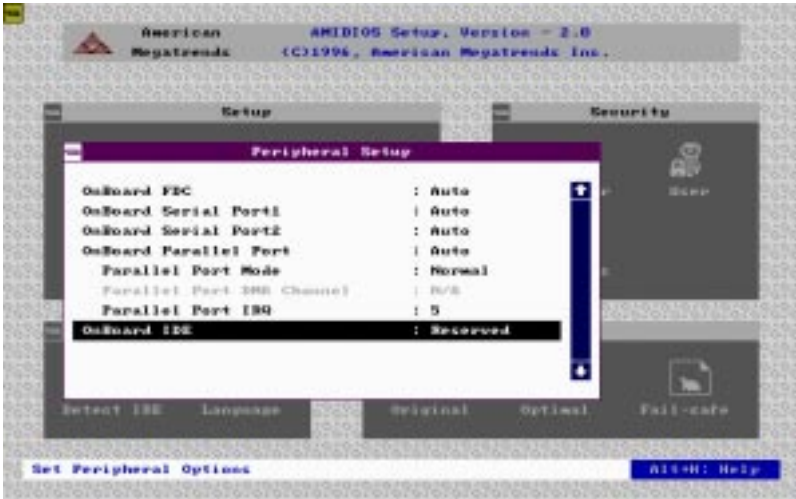 American AMIBIOS Setup, Version - 2.0
Megatrends (C)1996, American Megatrends Inc.
Setup
Security
Peripheral Setup
OnBoard FDC : Auto
OnBoard Serial Port1 : Auto
OnBoard Serial Port2 : Auto
OnBoard Parallel Port : Auto
Parallel Port Mode : Normal
Parallel Port DMA Channel : N/A
Parallel Port IRQ : 5
OnBoard IDE : Reserved
User
Detect IDE Language Original Optimal Fail-safe
Set Peripheral Options Alt+H: Help